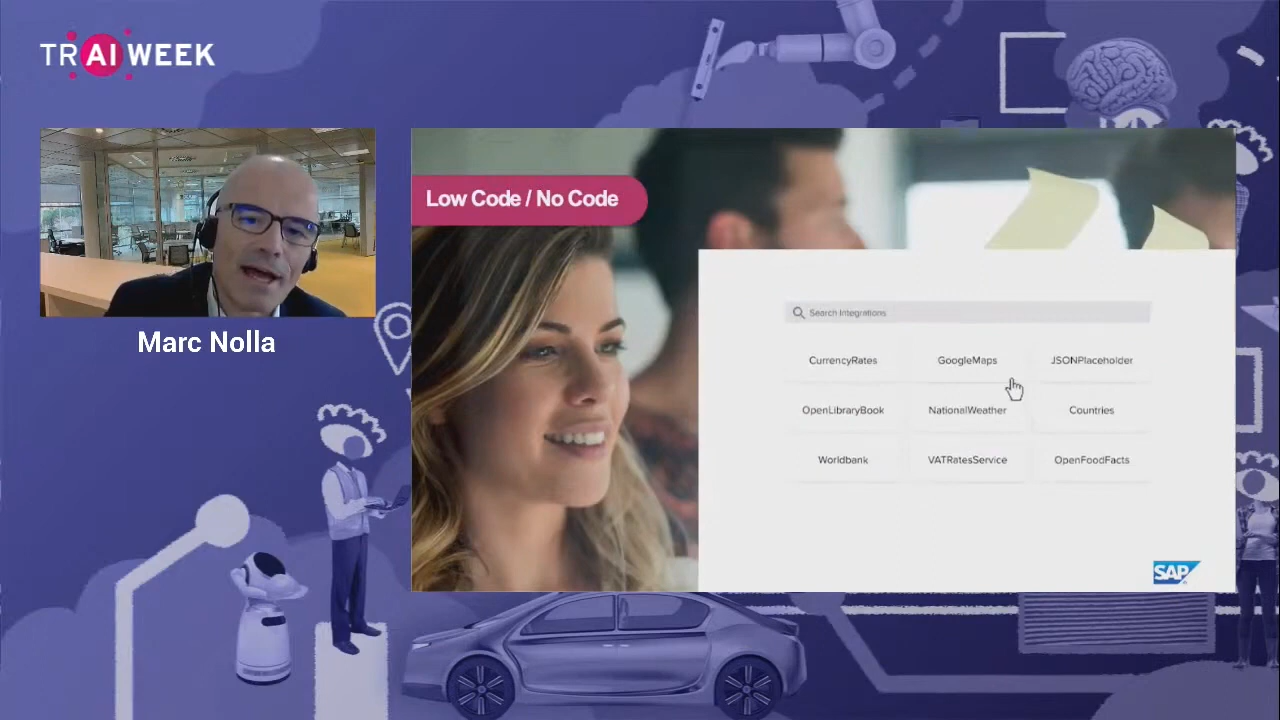 TRAIWEEK
Marc Nolla
Low Code / No Code
Search Integrations
CurrencyRates GoogleMaps JSONPlaceholder
OpenLibraryBook NationalWeather Countries
Worldbank VATRatesService OpenFoodFacts
SAP